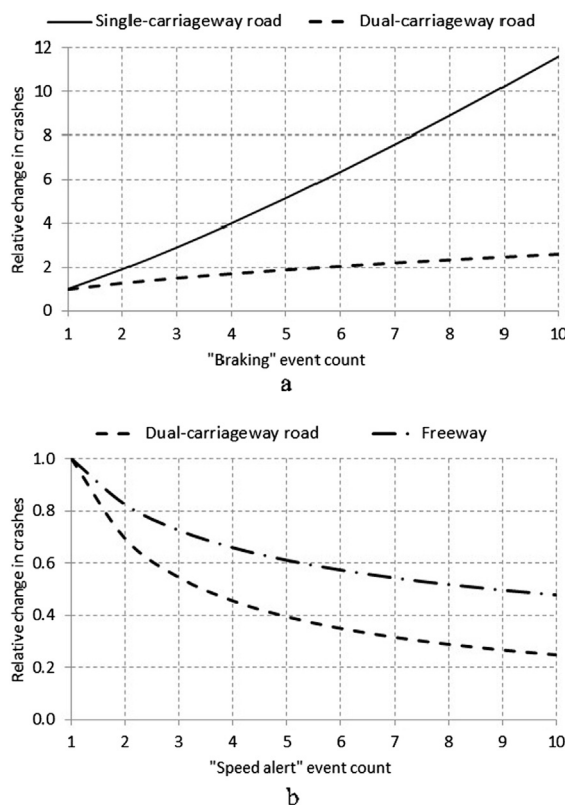 Single-carriageway road Dual-carriageway road
12
10
8
6
4
2
0
Relative change in crashes
1 2 3 4 5 6 7 8 9 10
"Braking" event count
a
Dual-carriageway road Freeway
1.0
0.8
0.6
0.4
0.2
0.0
Relative change in crashes
1 2 3 4 5 6 7 8 9 10
"Speed alert" event count
b